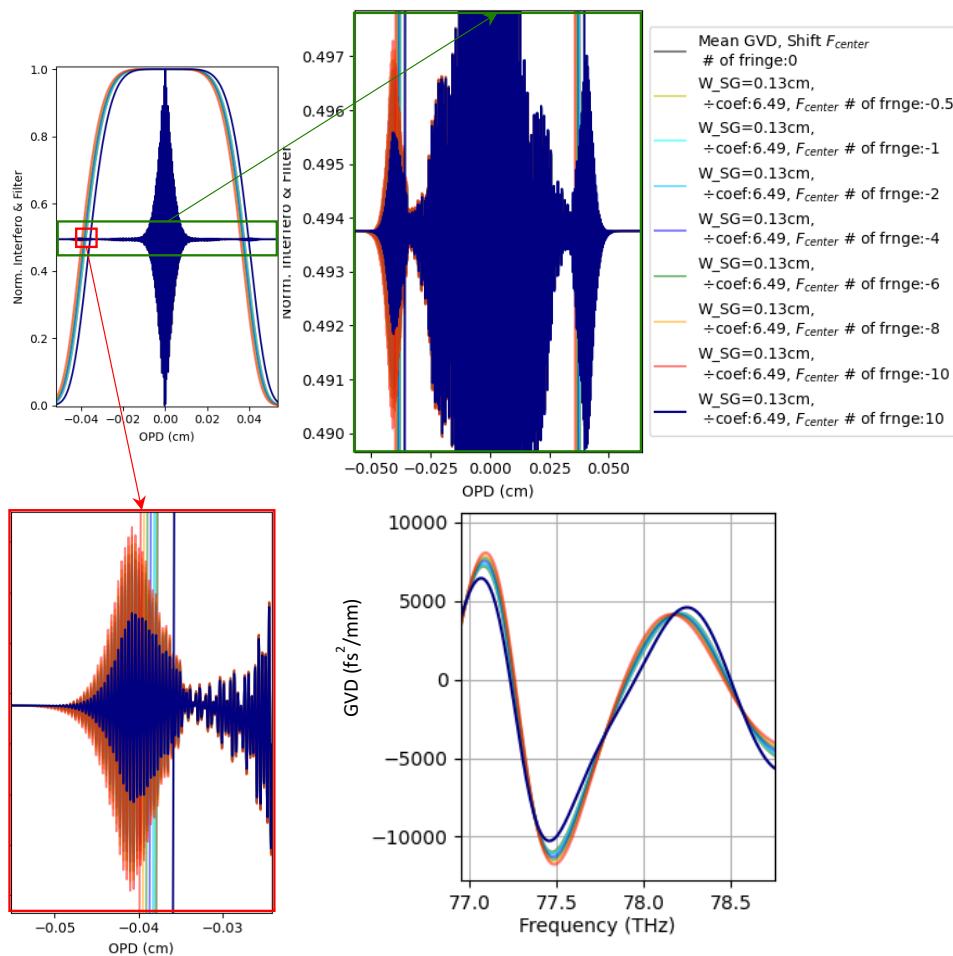 1.0
0.8
0.6
0.4
0.2
0.0
Norm. Interfero & Filter
−0.04
−0.02
0.00
0.02
0.04
OPD (cm)
0.497
0.496
0.495
0.494
0.493
0.492
0.491
0.490
Norm. Interfero & Filter
−0.050
−0.025
0.000
0.025
0.050
OPD (cm)
Mean GVD, Shift F_center
# of fringe:0
W_SG=0.13cm,
÷coef:6.49, F_center # of frnge:-0.5
W_SG=0.13cm,
÷coef:6.49, F_center # of frnge:-1
W_SG=0.13cm,
÷coef:6.49, F_center # of frnge:-2
W_SG=0.13cm,
÷coef:6.49, F_center # of frnge:-4
W_SG=0.13cm,
÷coef:6.49, F_center # of frnge:-6
W_SG=0.13cm,
÷coef:6.49, F_center # of frnge:-8
W_SG=0.13cm,
÷coef:6.49, F_center # of frnge:-10
W_SG=0.13cm,
÷coef:6.49, F_center # of frnge:10
−0.05
−0.04
−0.03
OPD (cm)
10000
5000
0
−5000
−10000
GVD (fs²/mm)
77.0
77.5
78.0
78.5
Frequency (THz)